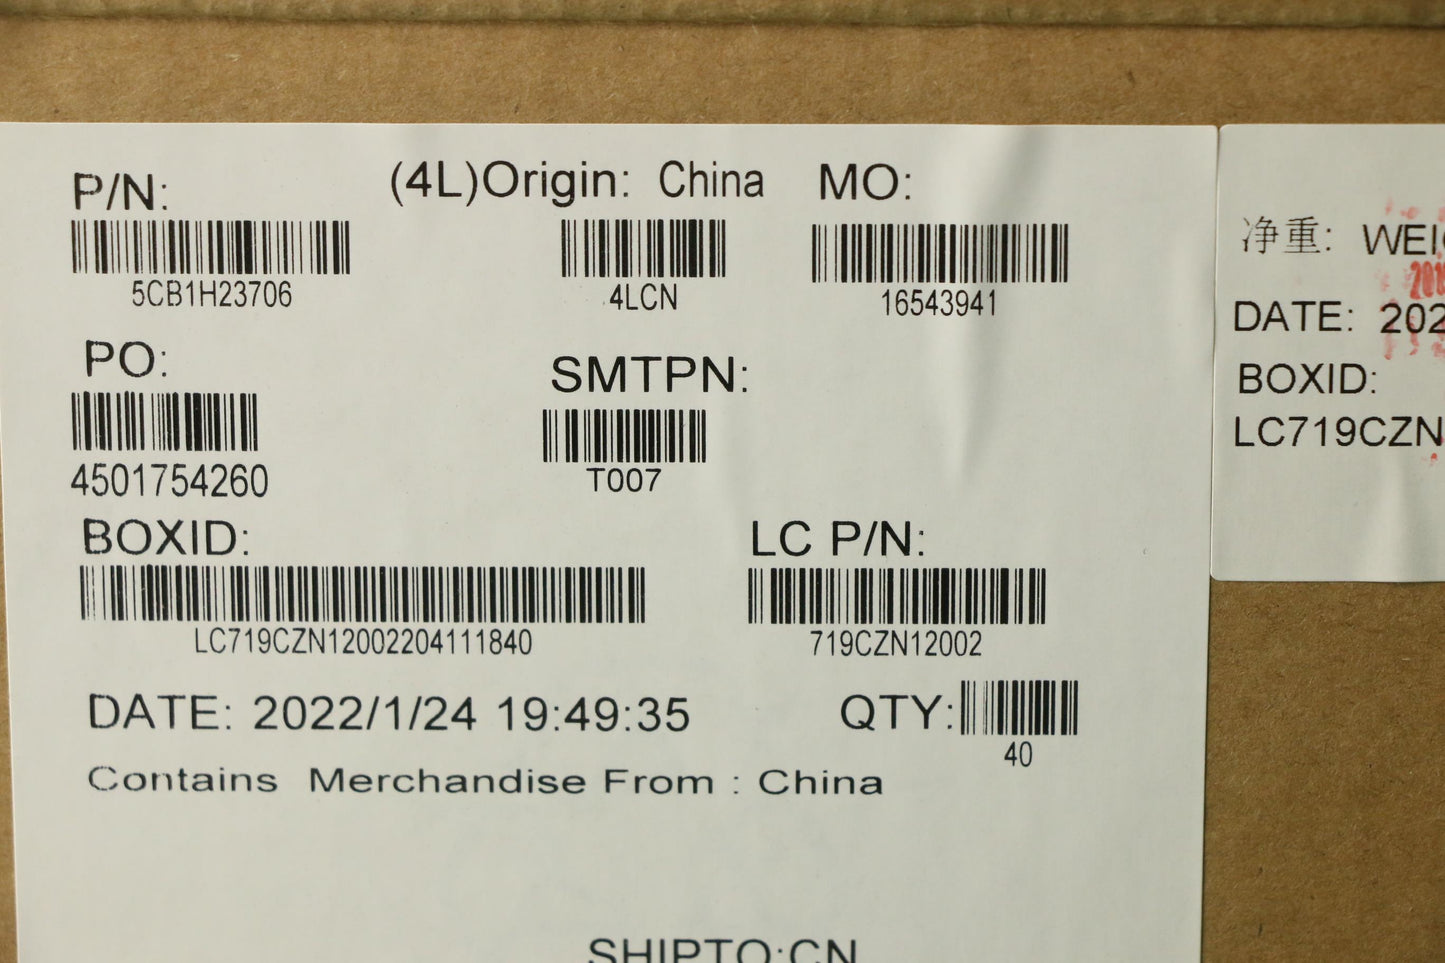 P/N: (4L)Origin: China MO:
5CB1H23706 4LCN 16543941
PO: SMTPN:
4501754260 T007
BOXID: LC P/N:
LC719CZN12002204111840 719CZN12002
DATE: 2022/1/24 19:49:35 QTY:
40
Contains Merchandise From : China
SHIPTO:CN
净重:
DATE:
BOXID:
LC719CZN